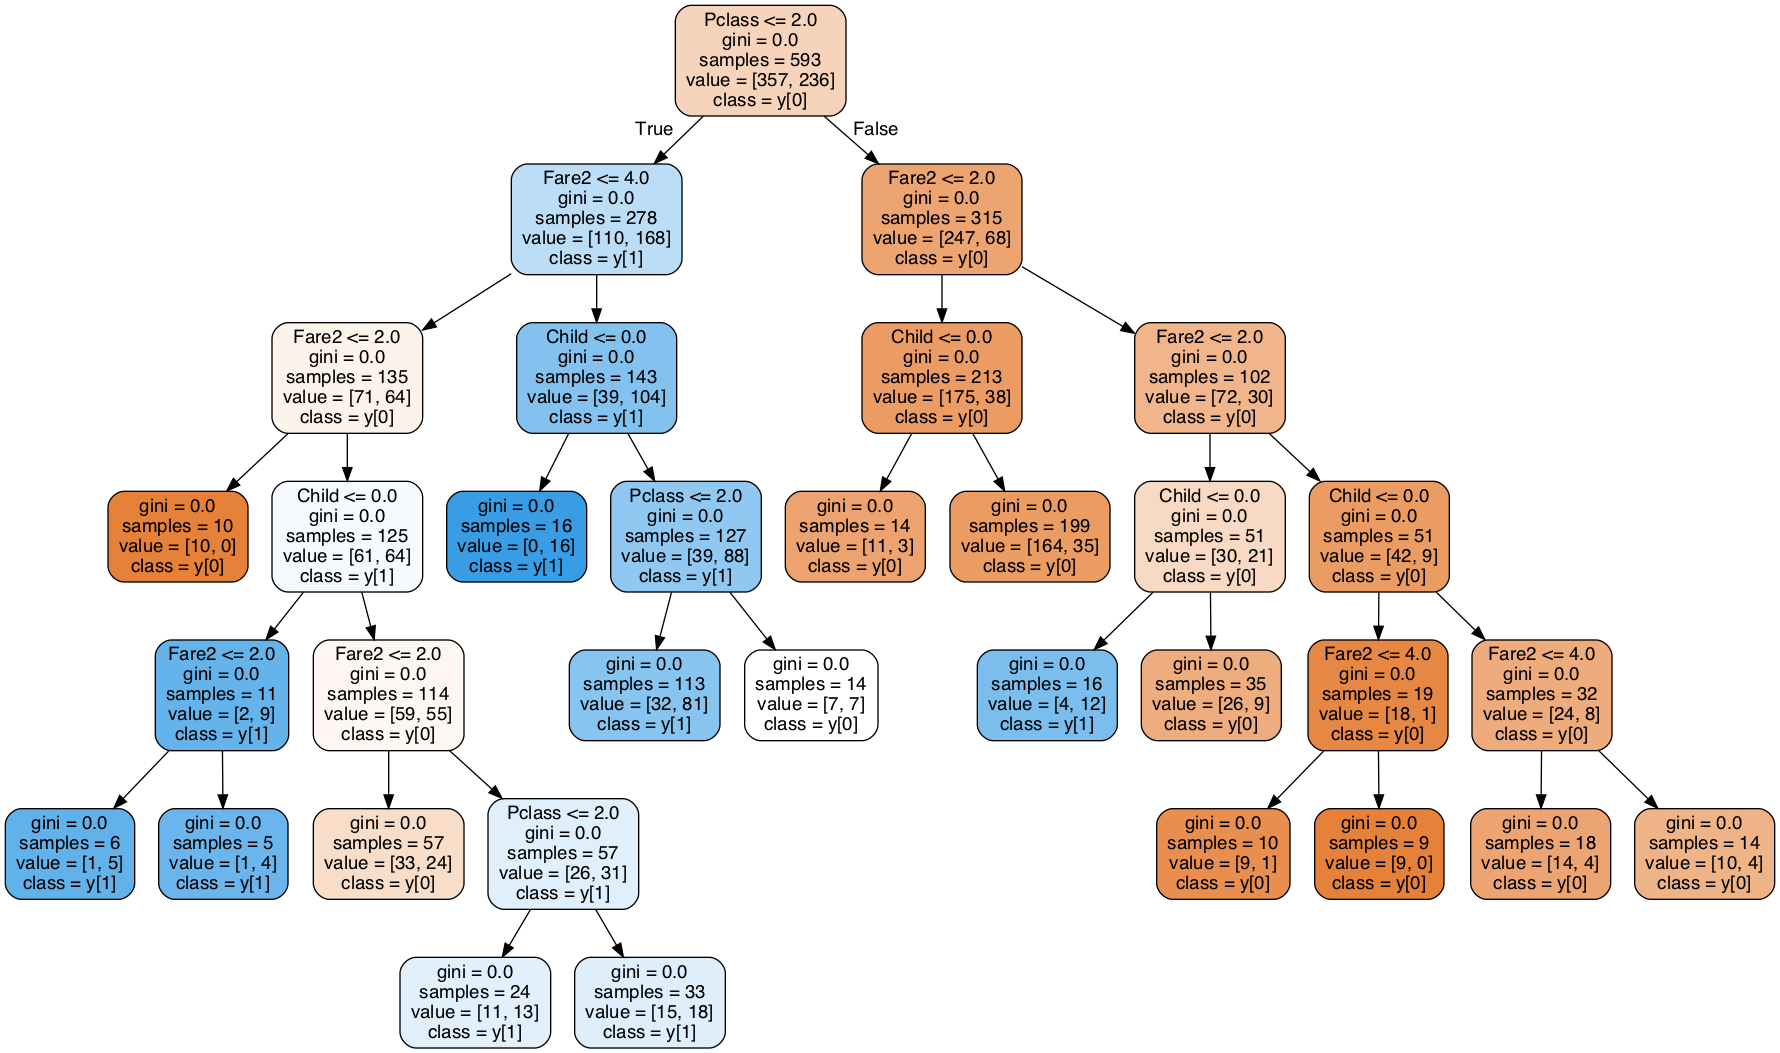 Pclass <= 2.0
gini = 0.0
samples = 593
value = [357, 236]
class = y[0]
True
False
Fare2 <= 4.0
gini = 0.0
samples = 278
value = [110, 168]
class = y[1]
Fare2 <= 2.0
gini = 0.0
samples = 315
value = [247, 68]
class = y[0]
Fare2 <= 2.0
gini = 0.0
samples = 135
value = [71, 64]
class = y[0]
Child <= 0.0
gini = 0.0
samples = 143
value = [39, 104]
class = y[1]
Child <= 0.0
gini = 0.0
samples = 213
value = [175, 38]
class = y[0]
Fare2 <= 2.0
gini = 0.0
samples = 102
value = [72, 30]
class = y[0]
gini = 0.0
samples = 10
value = [10, 0]
class = y[0]
Child <= 0.0
gini = 0.0
samples = 125
value = [61, 64]
class = y[1]
gini = 0.0
samples = 16
value = [0, 16]
class = y[1]
Pclass <= 2.0
gini = 0.0
samples = 127
value = [39, 88]
class = y[1]
gini = 0.0
samples = 14
value = [11, 3]
class = y[0]
gini = 0.0
samples = 199
value = [164, 35]
class = y[0]
Child <= 0.0
gini = 0.0
samples = 51
value = [30, 21]
class = y[0]
Child <= 0.0
gini = 0.0
samples = 51
value = [42, 9]
class = y[0]
Fare2 <= 2.0
gini = 0.0
samples = 11
value = [2, 9]
class = y[1]
Fare2 <= 2.0
gini = 0.0
samples = 114
value = [59, 55]
class = y[0]
gini = 0.0
samples = 113
value = [32, 81]
class = y[1]
gini = 0.0
samples = 14
value = [7, 7]
class = y[0]
gini = 0.0
samples = 16
value = [4, 12]
class = y[1]
gini = 0.0
samples = 35
value = [26, 9]
class = y[0]
Fare2 <= 4.0
gini = 0.0
samples = 19
value = [18, 1]
class = y[0]
Fare2 <= 4.0
gini = 0.0
samples = 32
value = [24, 8]
class = y[0]
gini = 0.0
samples = 6
value = [1, 5]
class = y[1]
gini = 0.0
samples = 5
value = [1, 4]
class = y[1]
gini = 0.0
samples = 57
value = [33, 24]
class = y[0]
Pclass <= 2.0
gini = 0.0
samples = 57
value = [26, 31]
class = y[1]
gini = 0.0
samples = 10
value = [9, 1]
class = y[0]
gini = 0.0
samples = 9
value = [9, 0]
class = y[0]
gini = 0.0
samples = 18
value = [14, 4]
class = y[0]
gini = 0.0
samples = 14
value = [10, 4]
class = y[0]
gini = 0.0
samples = 24
value = [11, 13]
class = y[1]
gini = 0.0
samples = 33
value = [15, 18]
class = y[1]